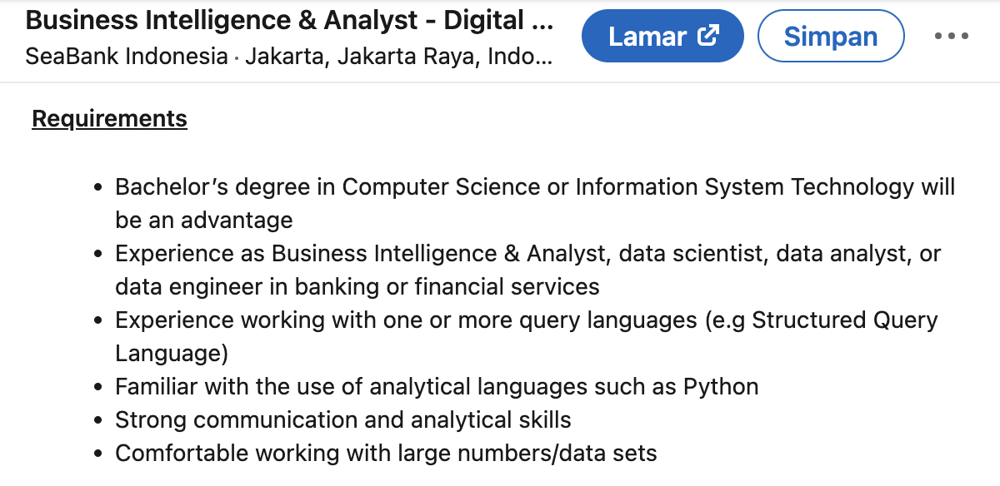 Business Intelligence & Analyst - Digital ...
Lamar
Simpan
SeaBank Indonesia · Jakarta, Jakarta Raya, Indo...
Requirements
• Bachelor’s degree in Computer Science or Information System Technology will
be an advantage
• Experience as Business Intelligence & Analyst, data scientist, data analyst, or
data engineer in banking or financial services
• Experience working with one or more query languages (e.g Structured Query
Language)
• Familiar with the use of analytical languages such as Python
• Strong communication and analytical skills
• Comfortable working with large numbers/data sets